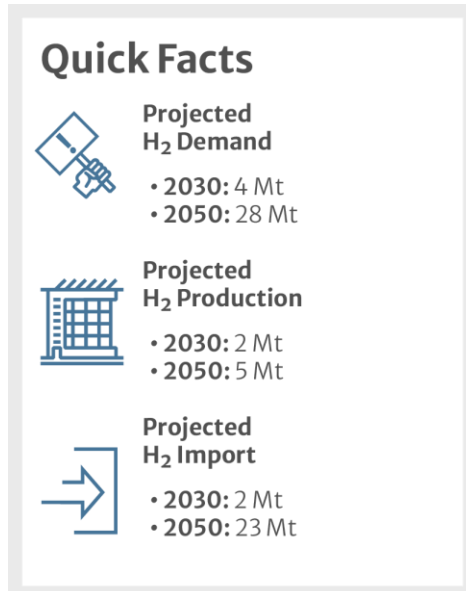 Quick Facts
Projected
H₂ Demand
• 2030: 4 Mt
• 2050: 28 Mt
Projected
H₂ Production
• 2030: 2 Mt
• 2050: 5 Mt
Projected
H₂ Import
• 2030: 2 Mt
• 2050: 23 Mt